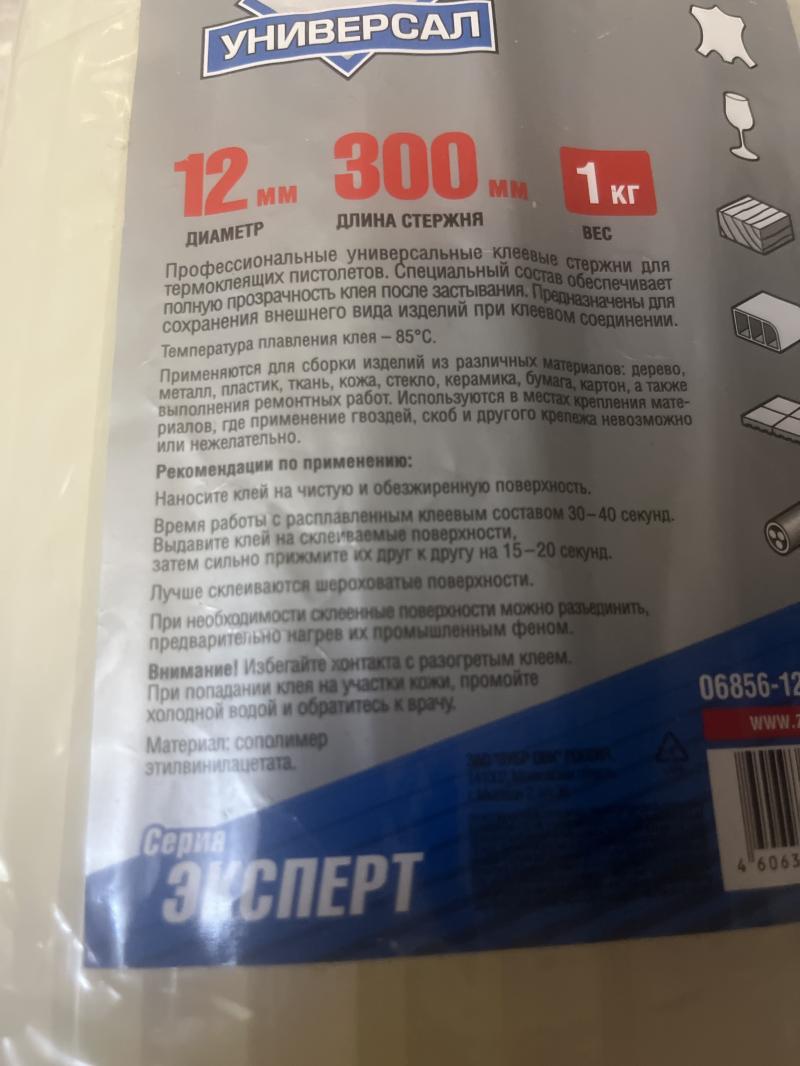 УНИВЕРСАЛ
12 мм 300 мм 1 кг
ДИАМЕТР ДЛИНА СТЕРЖНЯ ВЕС
Профессиональные универсальные клеевые стержни для
термоклеящих пистолетов. Специальный состав обеспечивает
полную прозрачность клея после застывания. Предназначены для
сохранения внешнего вида изделий при клеевом соединении.
Температура плавления клея – 85°С.
Применяются для сборки изделий из различных материалов: дерево,
металл, пластик, ткань, кожа, стекло, керамика, бумага, картон, а также
выполнения ремонтных работ. Используются в местах крепления мате-
риалов, где применение гвоздей, скоб и другого крепежа невозможно
или нежелательно.
Рекомендации по применению:
Наносите клей на чистую и обезжиренную поверхность.
Время работы с расплавленным клеевым составом 30–40 секунд.
Выдавите клей на склеиваемые поверхности,
затем сильно прижмите их друг к другу на 15–20 секунд.
Лучше склеиваются шероховатые поверхности.
При необходимости склеенные поверхности можно разъединить,
предварительно нагрев их промышленным феном.
Внимание! Избегайте контакта с разогретым клеем.
При попадании клея на участки кожи, промойте
холодной водой и обратитесь к врачу.
Материал: сополимер
этилвинилацетата.
06856-12
www.
4 6063
Серия
ЭКСПЕРТ